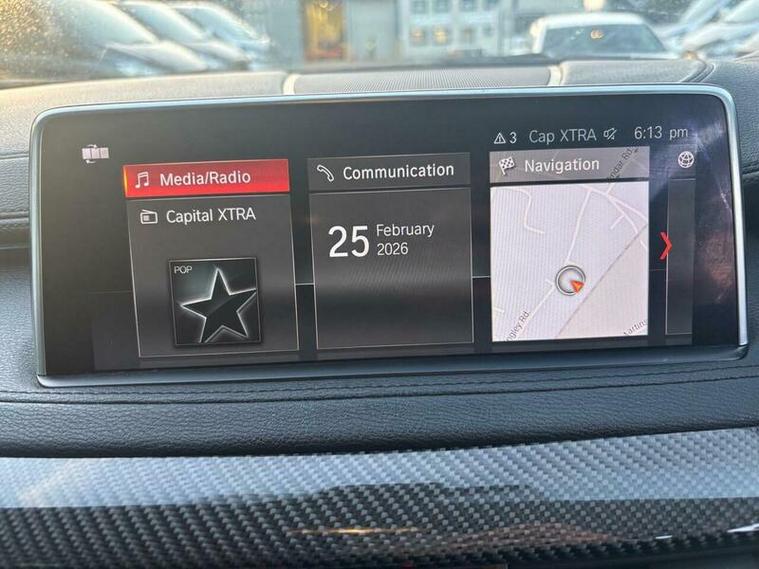 3 Cap XTRA 6:13 pm
Media/Radio
Capital XTRA
POP
Communication
25 February
2026
Navigation